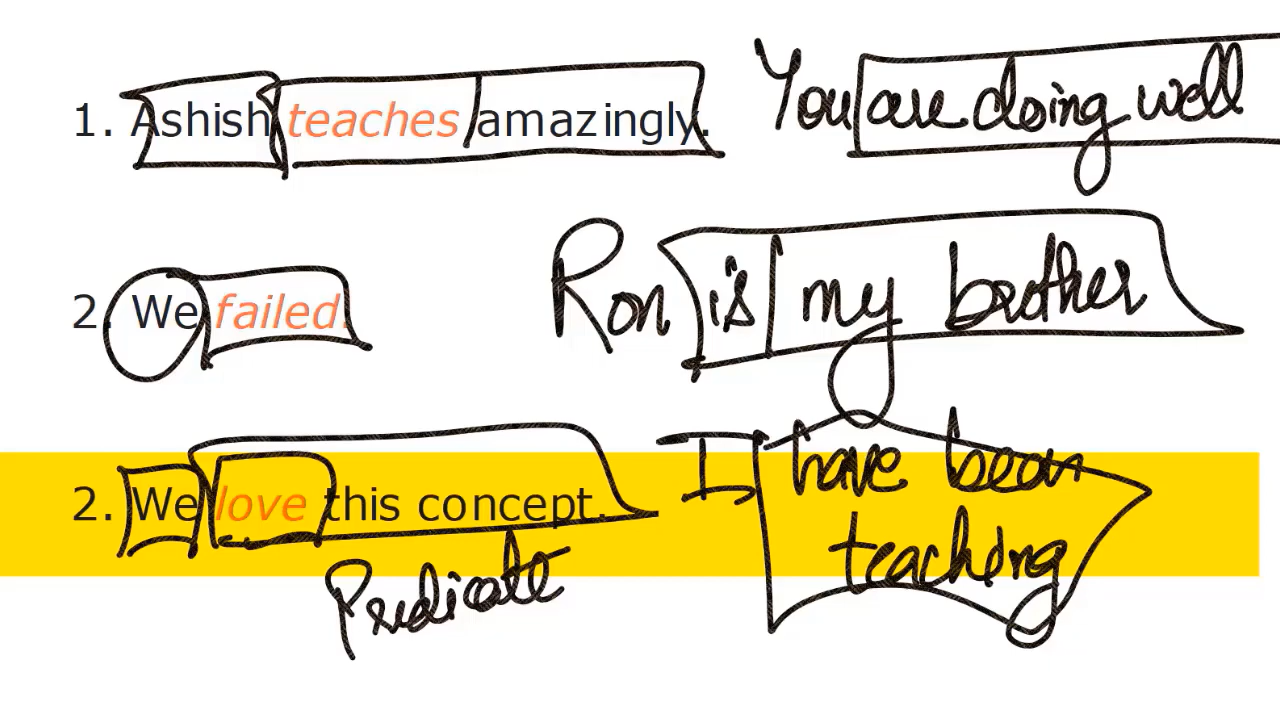 1. Ashish teaches amazingly.
You are doing well
2. We failed.
Ron is my brother
2. We love this concept.
Predicate
I have been
teaching